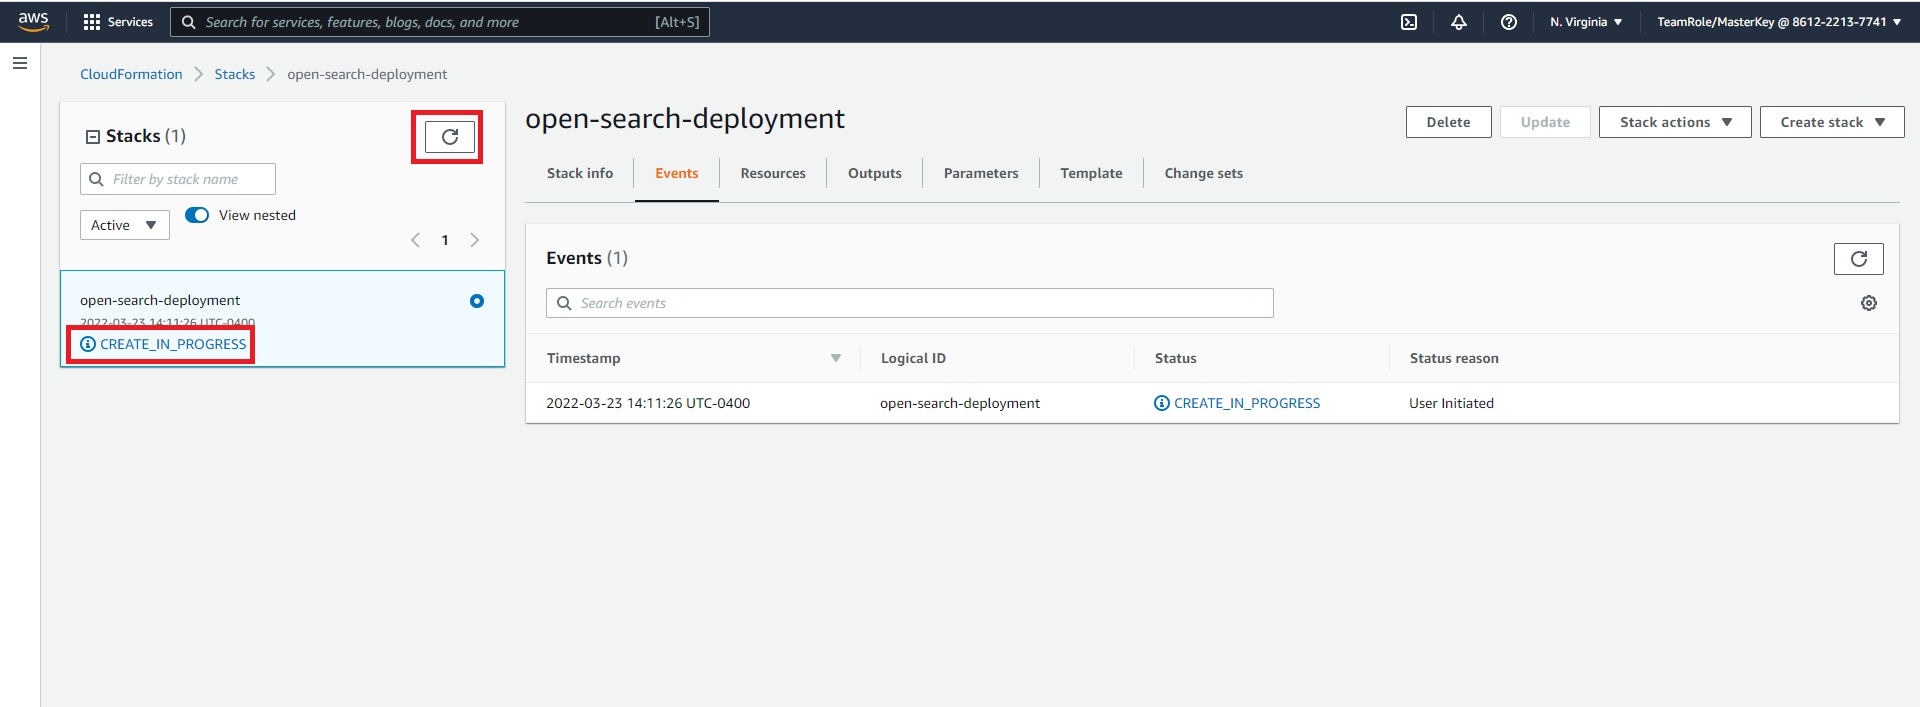 aws Services Search for services, features, blogs, docs, and more [Alt+S] N. Virginia TeamRole/MasterKey @ 8612-2213-7741
CloudFormation Stacks open-search-deployment
Stacks (1)
Filter by stack name
Active View nested
1
open-search-deployment
2022-03-23 14:11:26 UTC-0400
CREATE_IN_PROGRESS
open-search-deployment
Delete Update Stack actions Create stack
Stack info Events Resources Outputs Parameters Template Change sets
Events (1)
Search events
Timestamp Logical ID Status Status reason
2022-03-23 14:11:26 UTC-0400 open-search-deployment CREATE_IN_PROGRESS User Initiated